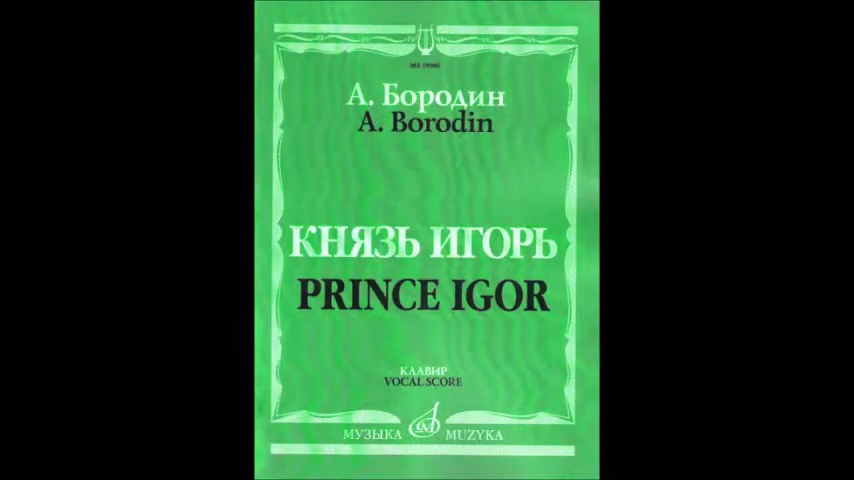 А. Бородин
A. Borodin
КНЯЗЬ ИГОРЬ
PRINCE IGOR
КЛАВИР
VOCAL SCORE
МУЗЫКА MUZYKA